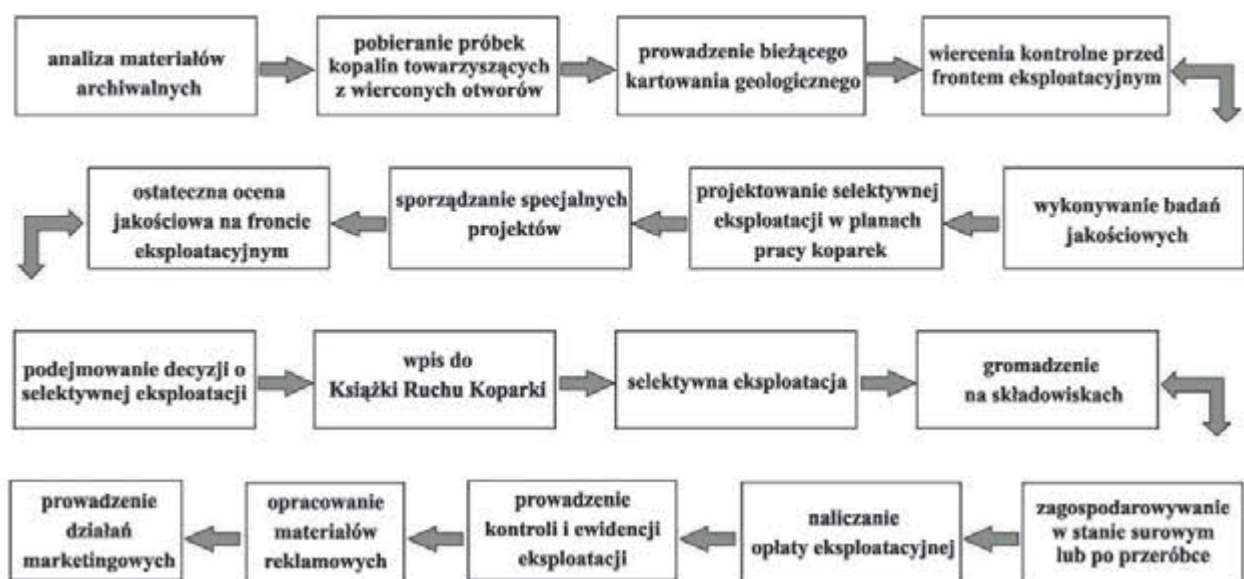 analiza materiałów
archiwalnych
pobieranie próbek
kopalin towarzyszących
z wierconych otworów
prowadzenie bieżącego
kartowania geologicznego
wiercenia kontrolne przed
frontem eksploatacyjnym
wykonywanie badań
jakościowych
projektowanie selektywnej
eksploatacji w planach
pracy koparek
sporządzanie specjalnych
projektów
ostateczna ocena
jakościowa na froncie
eksploatacyjnym
podejmowanie decyzji o
selektywnej eksploatacji
wpis do
Książki Ruchu Koparki
selektywna eksploatacja
gromadzenie
na składowiskach
zagospodarowywanie
w stanie surowym
lub po przeróbce
naliczanie
opłaty eksploatacyjnej
prowadzenie
kontroli i ewidencji
eksploatacji
opracowanie
materiałów
reklamowych
prowadzenie
działań
marketingowych